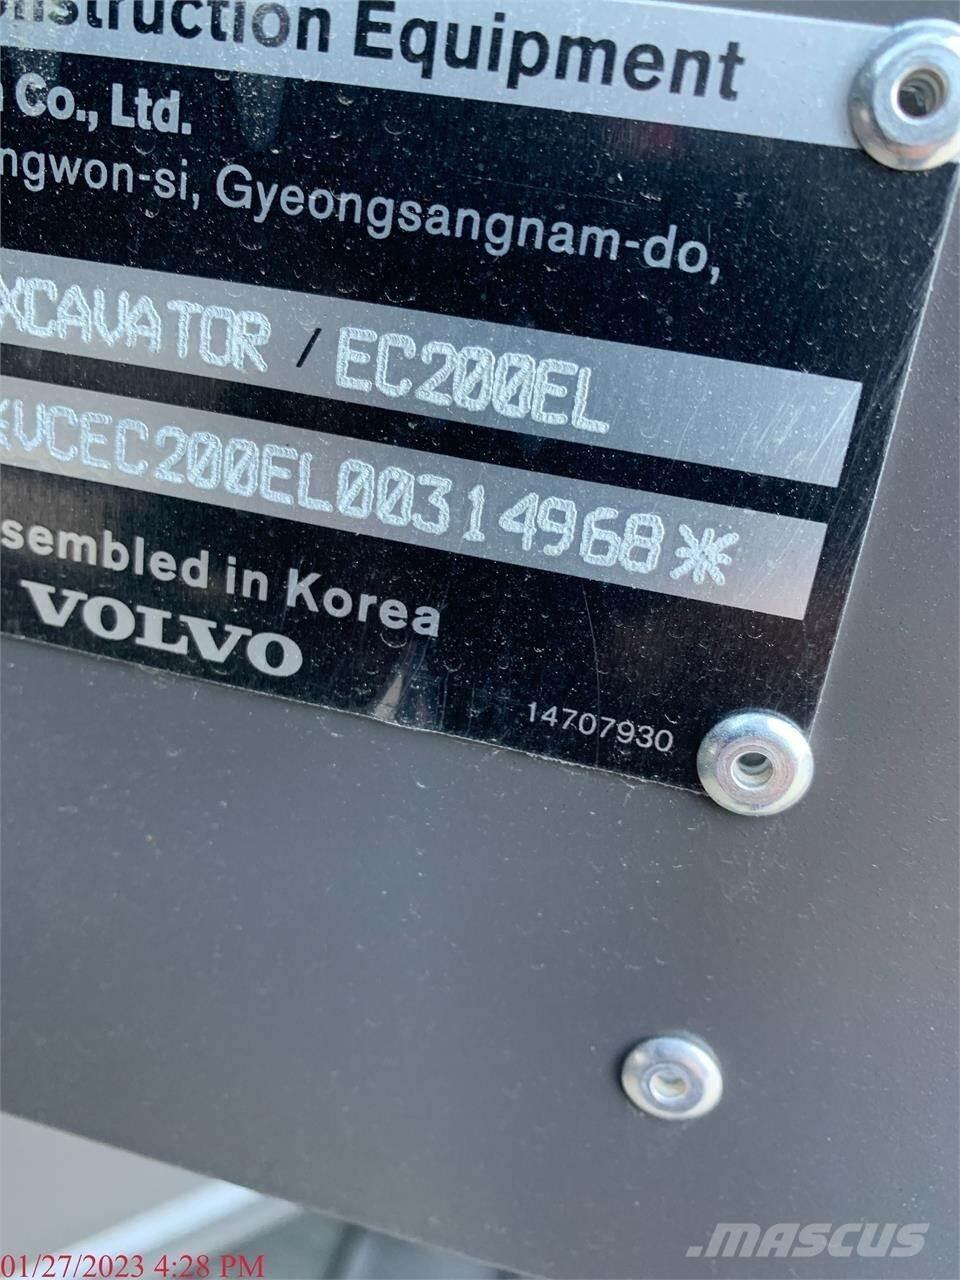 nstruction Equipment
Co., Ltd.
ngwon-si, Gyeongsangnam-do,
XCAVATOR / EC200EL
VCEC200EL00314968*
sembled in Korea
VOLVO
14707930
01/27/2023 4:28 PM
.MASCUS